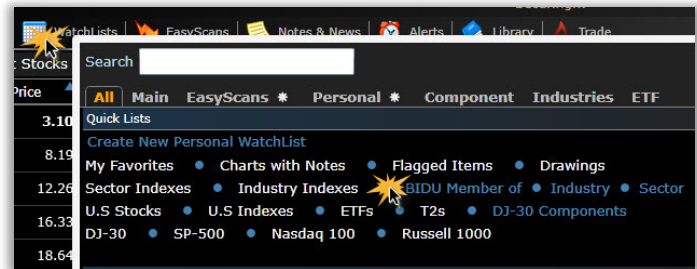 WatchLists EasyScans Notes & News Alerts Library Trade
Stocks
Search
Price
All Main EasyScans Personal Component Industries ETF
Quick Lists
3.10
Create New Personal WatchList
8.19
My Favorites • Charts with Notes • Flagged Items • Drawings
12.26
Sector Indexes • Industry Indexes BIDU Member of • Industry • Sector
16.33
U.S Stocks • U.S Indexes • ETFs • T2s • DJ-30 Components
DJ-30 • SP-500 • Nasdaq 100 • Russell 1000
18.64